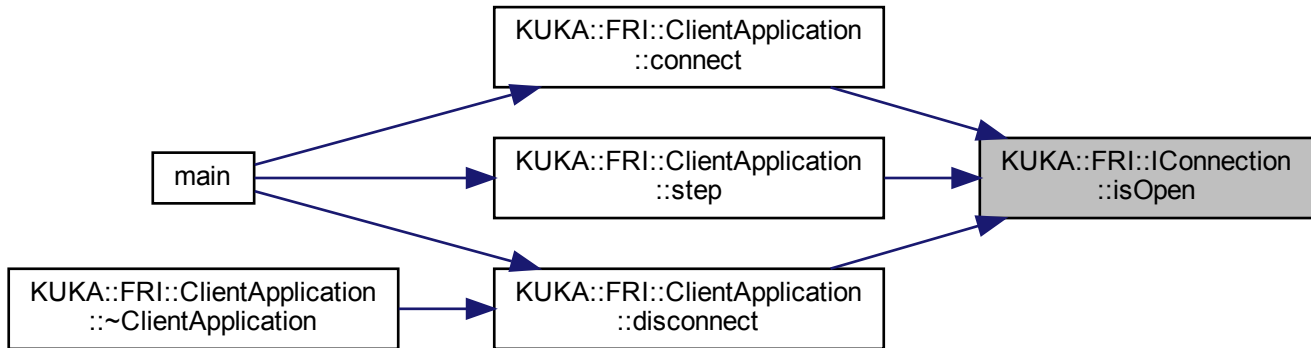 KUKA::FRI::ClientApplication
::connect
main
KUKA::FRI::ClientApplication
::step
KUKA::FRI::IConnection
::isOpen
KUKA::FRI::ClientApplication
::~ClientApplication
KUKA::FRI::ClientApplication
::disconnect